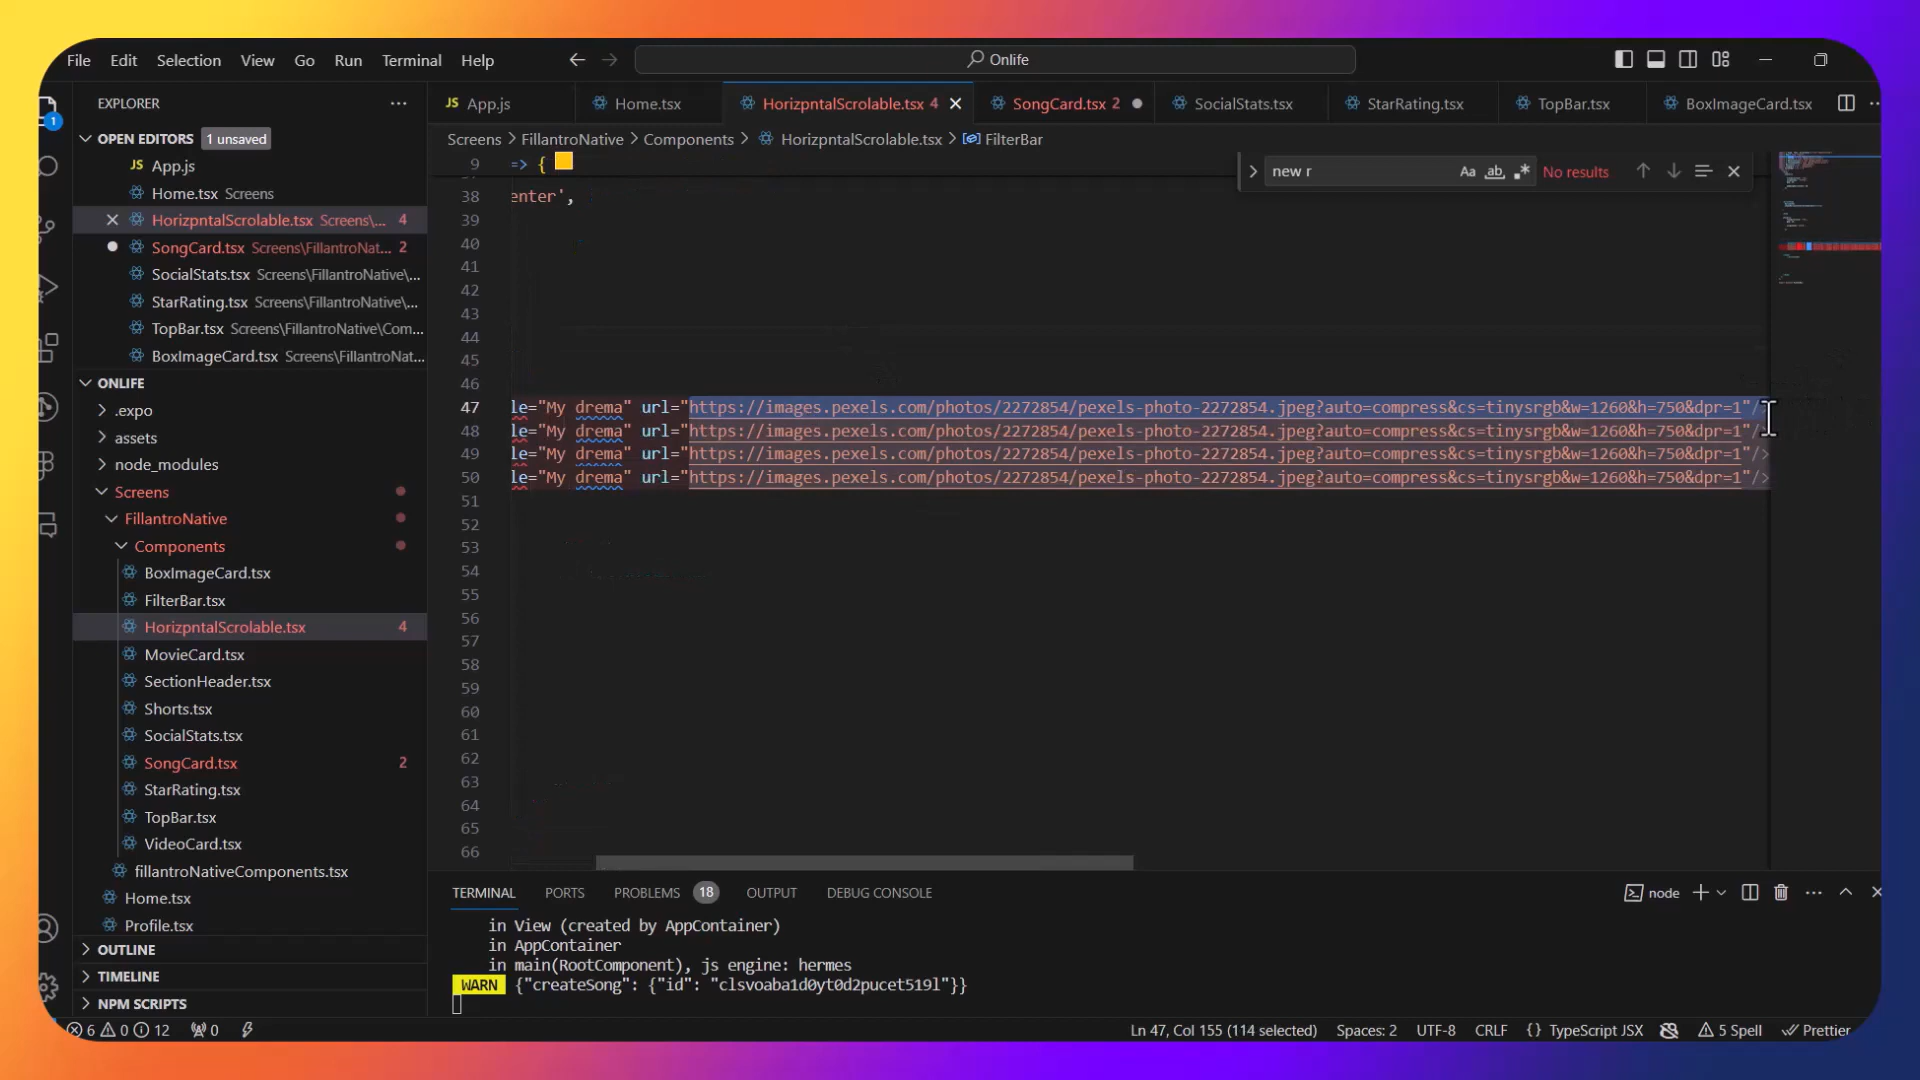 File Edit Selection View Go Run Terminal Help
Onlife
EXPLORER
OPEN EDITORS 1 unsaved
JS App.js
Home.tsx Screens
HorizpntalScrolable.tsx Screens\... 4
SongCard.tsx Screens\FillantroNat... 2
SocialStats.tsx Screens\FillantroNative\...
StarRating.tsx Screens\FillantroNative\...
TopBar.tsx Screens\FillantroNative\Com...
BoxImageCard.tsx Screens\FillantroNat...
ONLIFE
.expo
assets
node_modules
Screens
FillantroNative
Components
BoxImageCard.tsx
FilterBar.tsx
HorizpntalScrolable.tsx 4
MovieCard.tsx
SectionHeader.tsx
Shorts.tsx
SocialStats.tsx
SongCard.tsx 2
StarRating.tsx
TopBar.tsx
VideoCard.tsx
fillantroNativeComponents.tsx
Home.tsx
Profile.tsx
OUTLINE
TIMELINE
NPM SCRIPTS
1
JS App.js Home.tsx HorizpntalScrolable.tsx 4 SongCard.tsx 2 SocialStats.tsx StarRating.tsx TopBar.tsx BoxImageCard.tsx
Screens > FillantroNative > Components > HorizpntalScrolable.tsx > FilterBar
new r Aa ab .* No results
9 => {
38 enter',
39
40
41
42
43
44
45
46
47 le="My drema" url="https://images.pexels.com/photos/2272854/pexels-photo-2272854.jpeg?auto=compress&cs=tinysrgb&w=1260&h=750&dpr=1"/>
48 le="My drema" url="https://images.pexels.com/photos/2272854/pexels-photo-2272854.jpeg?auto=compress&cs=tinysrgb&w=1260&h=750&dpr=1"/>
49 le="My drema" url="https://images.pexels.com/photos/2272854/pexels-photo-2272854.jpeg?auto=compress&cs=tinysrgb&w=1260&h=750&dpr=1"/>
50 le="My drema" url="https://images.pexels.com/photos/2272854/pexels-photo-2272854.jpeg?auto=compress&cs=tinysrgb&w=1260&h=750&dpr=1"/>
51
52
53
54
55
56
57
58
59
60
61
62
63
64
65
66
TERMINAL PORTS PROBLEMS 18 OUTPUT DEBUG CONSOLE node
in View (created by AppContainer)
in AppContainer
in main(RootComponent), js engine: hermes
WARN {"createSong": {"id": "clsvoaba1d0yt0d2pucet519l"}}
6 0 12 0 Ln 47, Col 155 (114 selected) Spaces: 2 UTF-8 CRLF {} TypeScript JSX 5 Spell Prettier